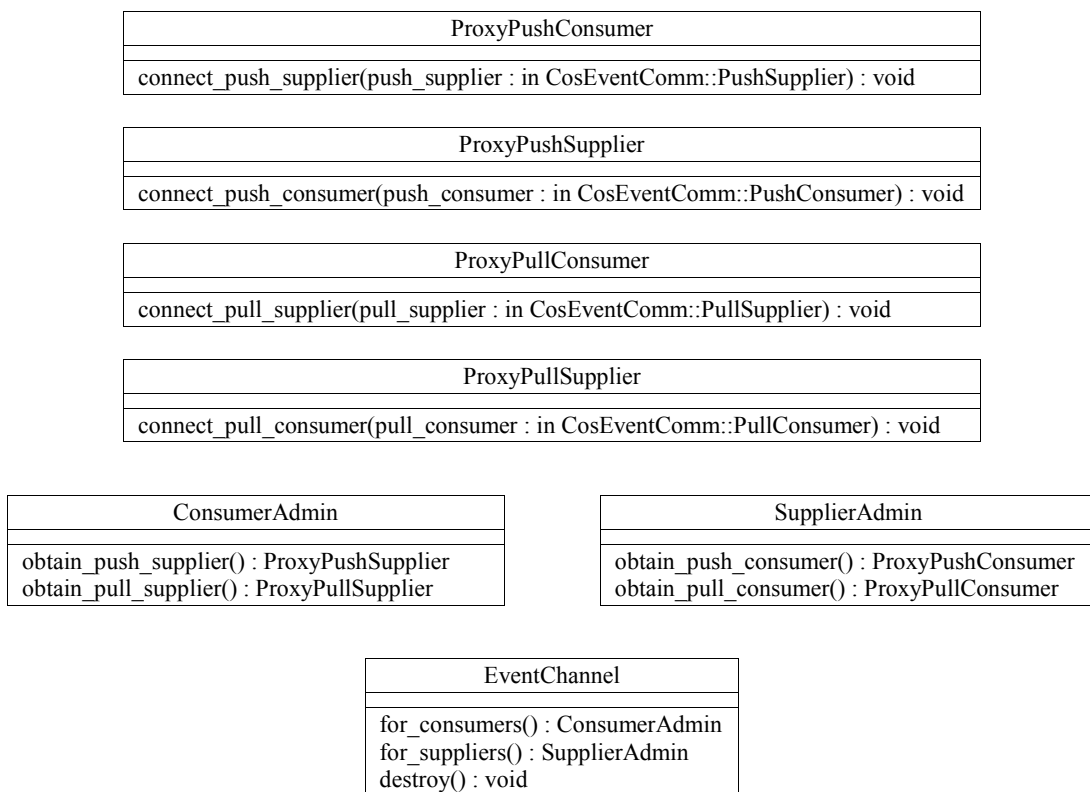 ProxyPushConsumer
connect_push_supplier(push_supplier : in CosEventComm::PushSupplier) : void
ProxyPushSupplier
connect_push_consumer(push_consumer : in CosEventComm::PushConsumer) : void
ProxyPullConsumer
connect_pull_supplier(pull_supplier : in CosEventComm::PullSupplier) : void
ProxyPullSupplier
connect_pull_consumer(pull_consumer : in CosEventComm::PullConsumer) : void
ConsumerAdmin
obtain_push_supplier() : ProxyPushSupplier
obtain_pull_supplier() : ProxyPullSupplier
SupplierAdmin
obtain_push_consumer() : ProxyPushConsumer
obtain_pull_consumer() : ProxyPullConsumer
EventChannel
for_consumers() : ConsumerAdmin
for_suppliers() : SupplierAdmin
destroy() : void